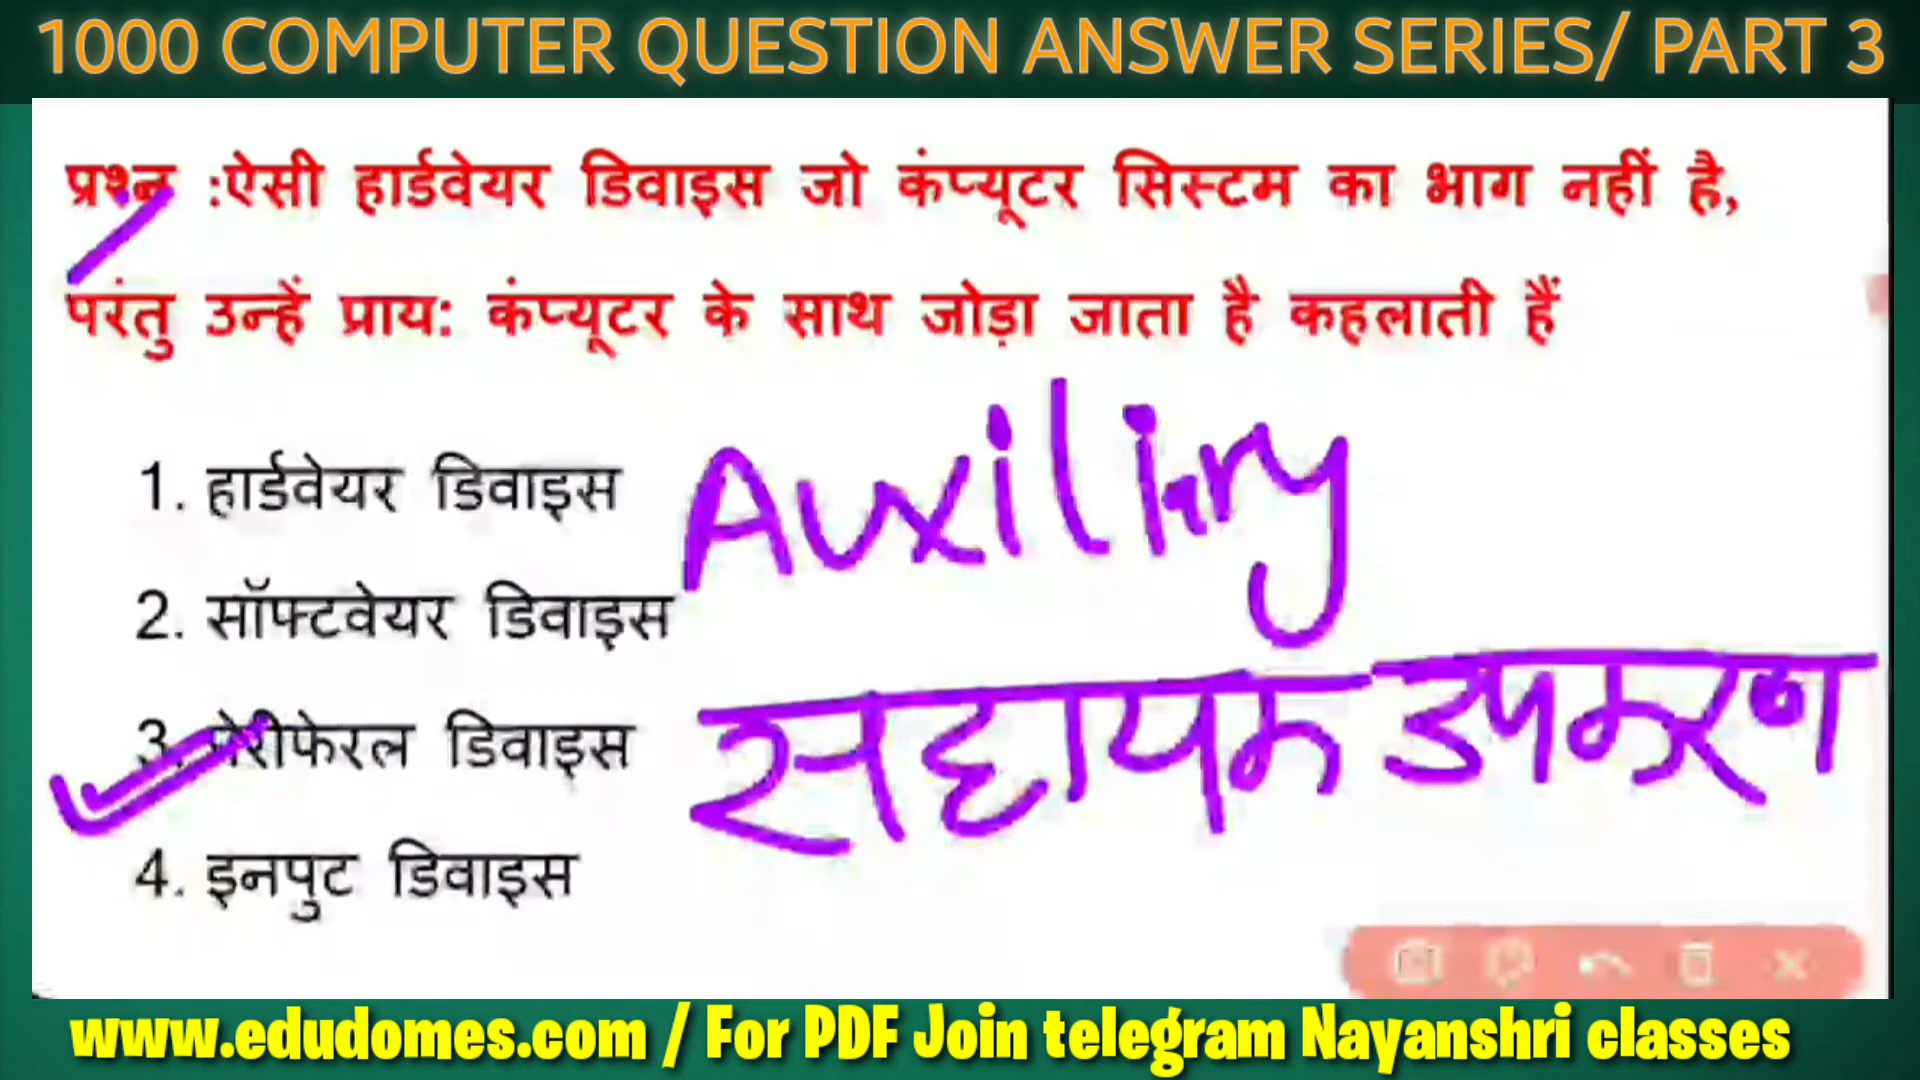 1000 COMPUTER QUESTION ANSWER SERIES/ PART 3
प्रश्न :ऐसी हार्डवेयर डिवाइस जो कंप्यूटर सिस्टम का भाग नहीं है,
परंतु उन्हें प्राय: कंप्यूटर के साथ जोड़ा जाता है कहलाती हैं
1. हार्डवेयर डिवाइस
Auxiliary
2. सॉफ्टवेयर डिवाइस
3. पेरीफेरल डिवाइस
सहायक उपकरण
4. इनपुट डिवाइस
www.edudomes.com / For PDF Join telegram Nayanshri classes